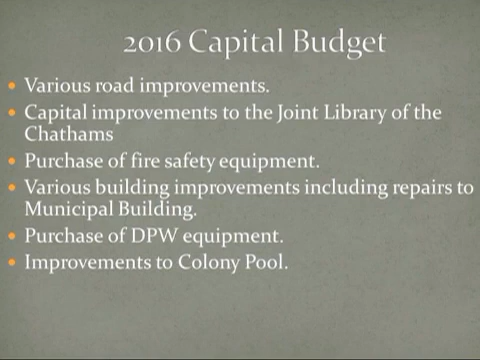 2016 Capital Budget
Various road improvements.
Capital improvements to the Joint Library of the
Chathams
Purchase of fire safety equipment.
Various building improvements including repairs to
Municipal Building.
Purchase of DPW equipment.
Improvements to Colony Pool.